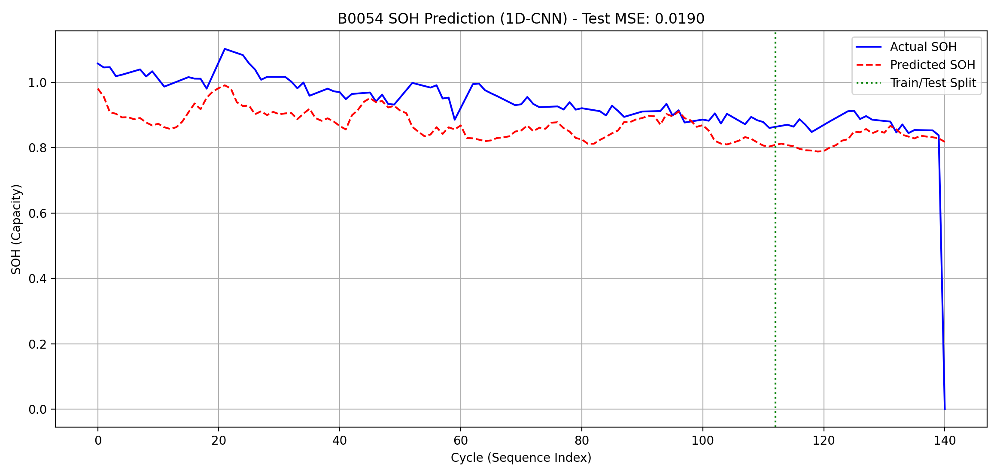 B0054 SOH Prediction (1D-CNN) - Test MSE: 0.0190
Actual SOH
Predicted SOH
Train/Test Split
SOH (Capacity)
1.0
0.8
0.6
0.4
0.2
0.0
0 20 40 60 80 100 120 140
Cycle (Sequence Index)